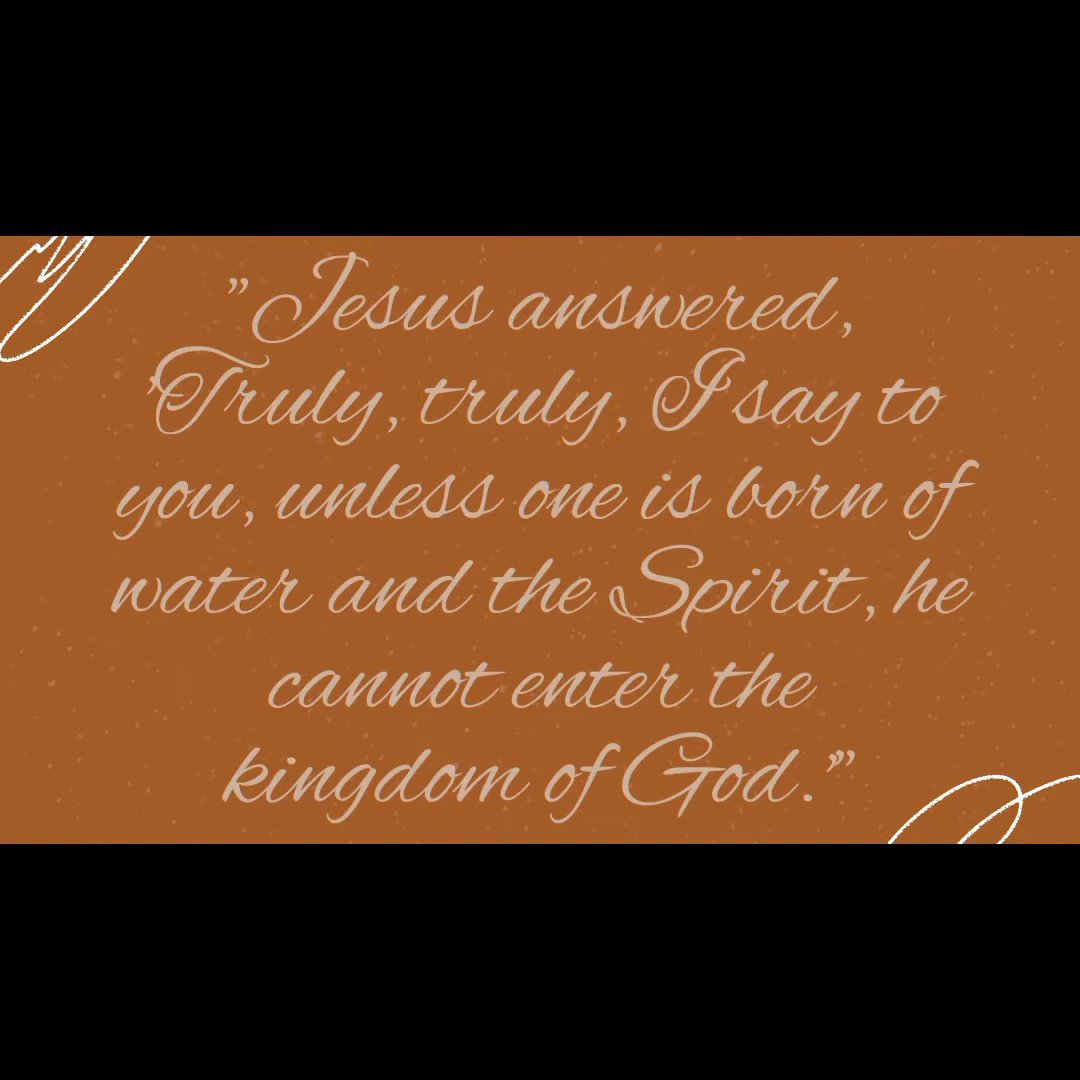 ”Jesus answered,
’Truly, truly, I say to
you, unless one is born of
water and the Spirit, he
cannot enter the
kingdom of God.’”